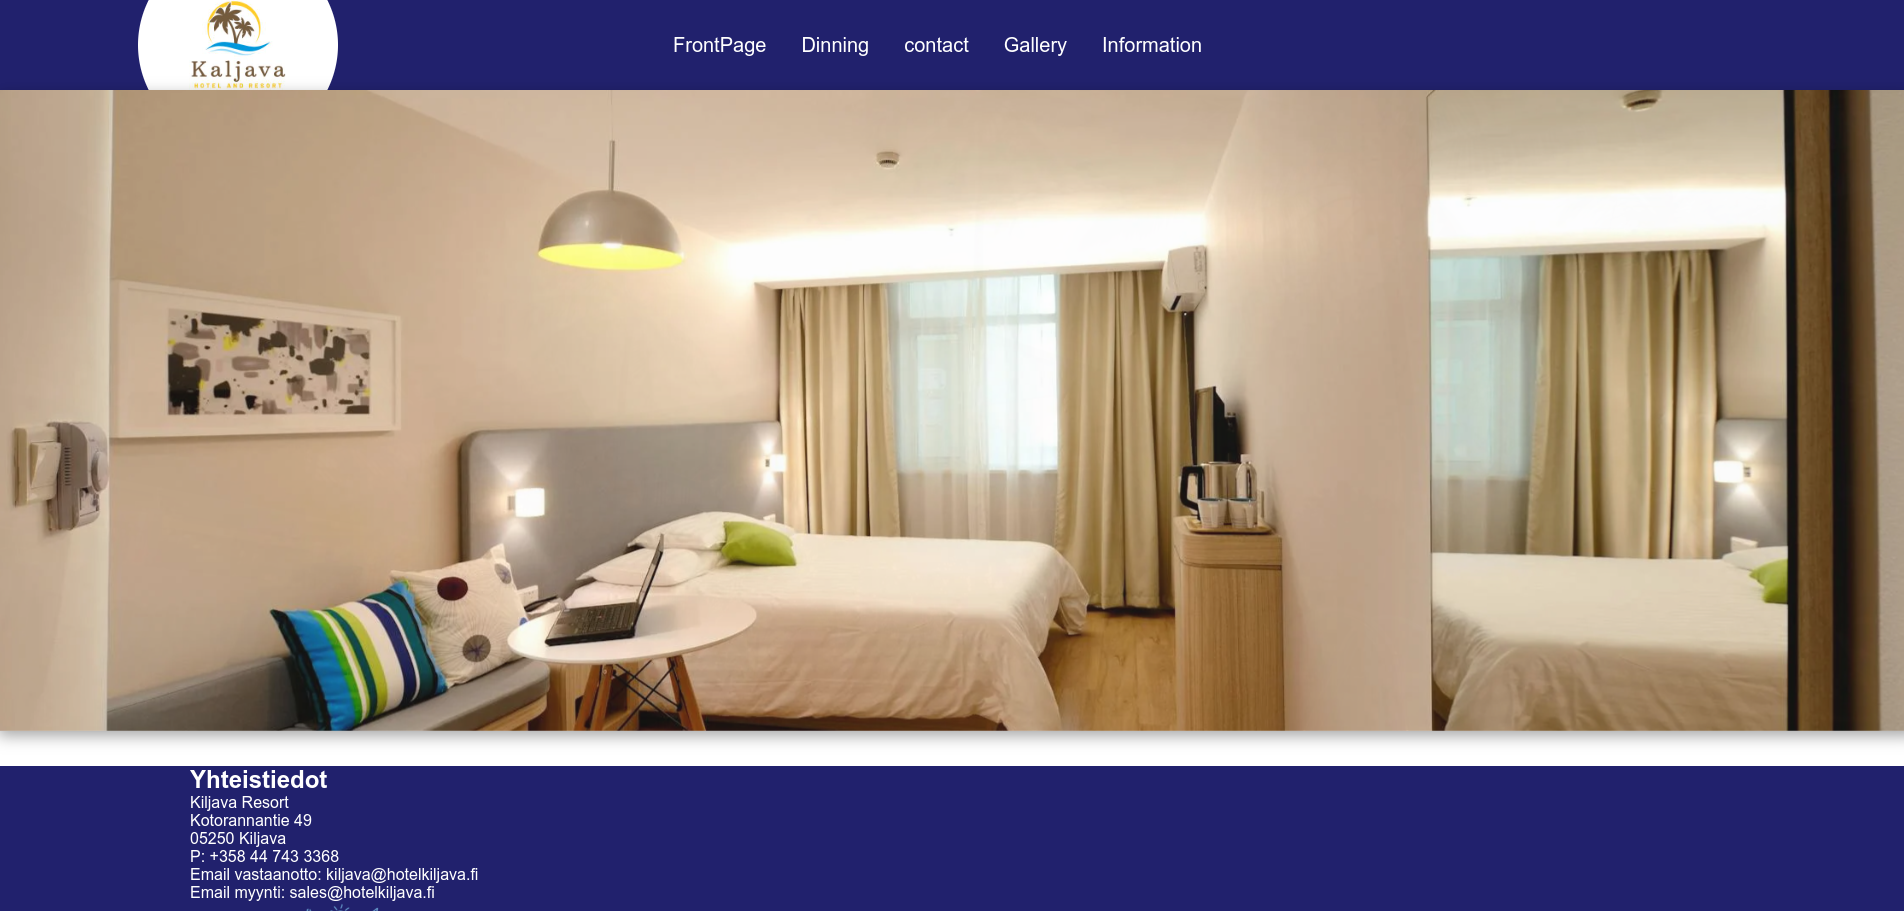 Kaljava
HOTEL AND RESORT
FrontPage Dinning contact Gallery Information
Yhteistiedot
Kiljava Resort
Kotorannantie 49
05250 Kiljava
P: +358 44 743 3368
Email vastaanotto: kiljava@hotelkiljava.fi
Email myynti: sales@hotelkiljava.fi